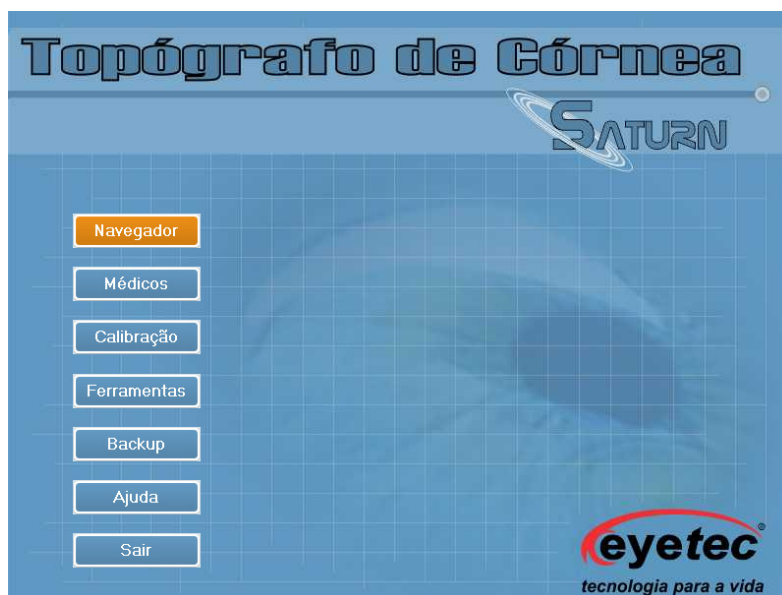 Topógrafo de Córnea
SATURN
Navegador
Médicos
Calibração
Ferramentas
Backup
Ajuda
Sair
eyetec®
tecnologia para a vida